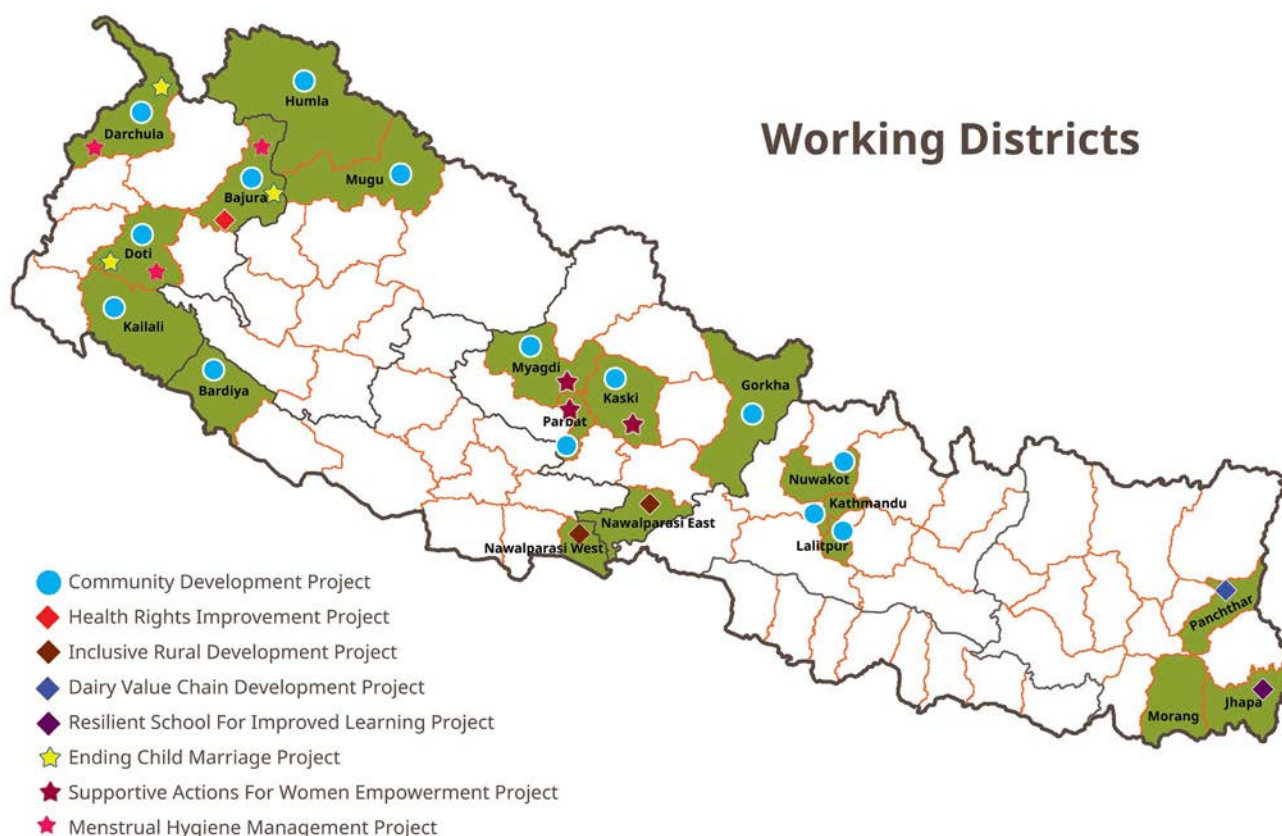 Working Districts
Humla
Darchula
Mugu
Bajura
Doti
Kailali
Bardiya
Myagdi
Kaski
Gorkha
Parbat
Nuwakot
Kathmandu
Nawalparasi East
Nawalparasi West
Lalitpur
Panchthar
Jhapa
Morang
Community Development Project
Health Rights Improvement Project
Inclusive Rural Development Project
Dairy Value Chain Development Project
Resilient School For Improved Learning Project
Ending Child Marriage Project
Supportive Actions For Women Empowerment Project
Menstrual Hygiene Management Project